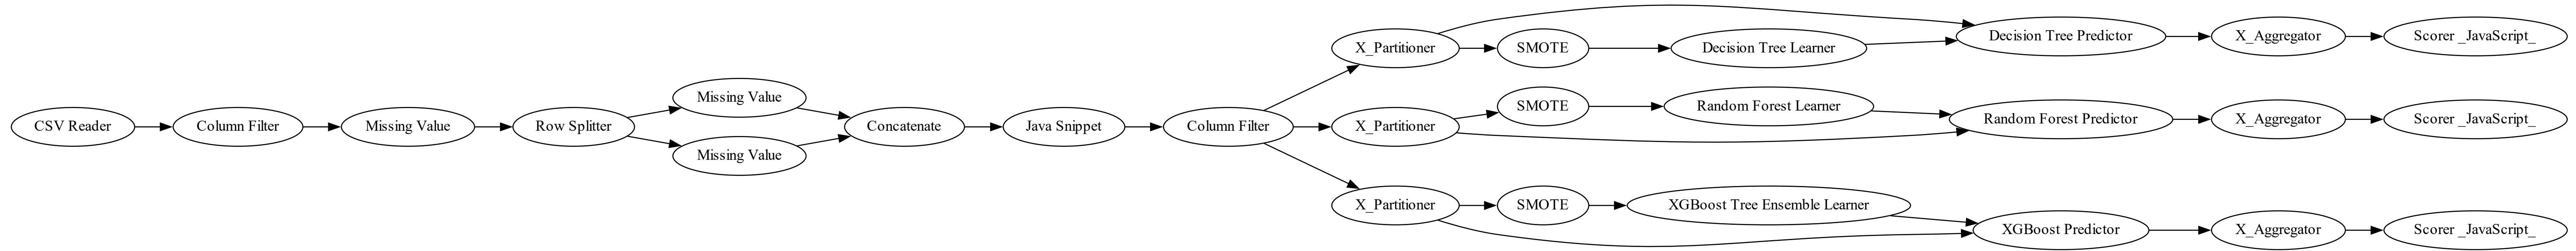 CSV Reader
Column Filter
Missing Value
Row Splitter
Missing Value
Missing Value
Concatenate
Java Snippet
Column Filter
X_Partitioner
SMOTE
Decision Tree Learner
Decision Tree Predictor
X_Aggregator
Scorer _JavaScript_
X_Partitioner
SMOTE
Random Forest Learner
Random Forest Predictor
X_Aggregator
Scorer _JavaScript_
X_Partitioner
SMOTE
XGBoost Tree Ensemble Learner
XGBoost Predictor
X_Aggregator
Scorer _JavaScript_